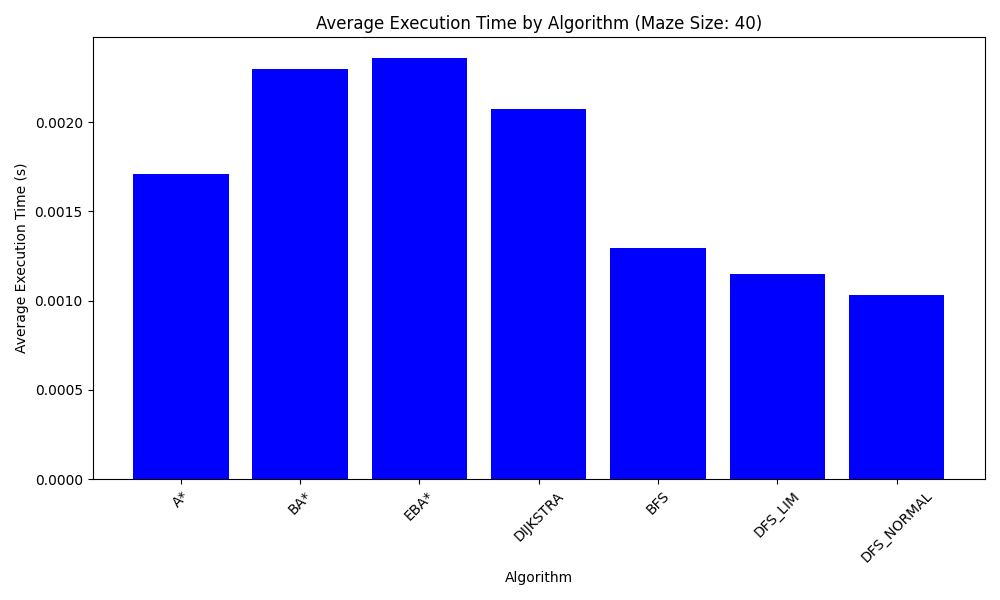 Average Execution Time by Algorithm (Maze Size: 40)
Average Execution Time (s)
0.0020
0.0015
0.0010
0.0005
0.0000
A*
BA*
EBA*
DIJKSTRA
BFS
DFS_LIM
DFS_NORMAL
Algorithm